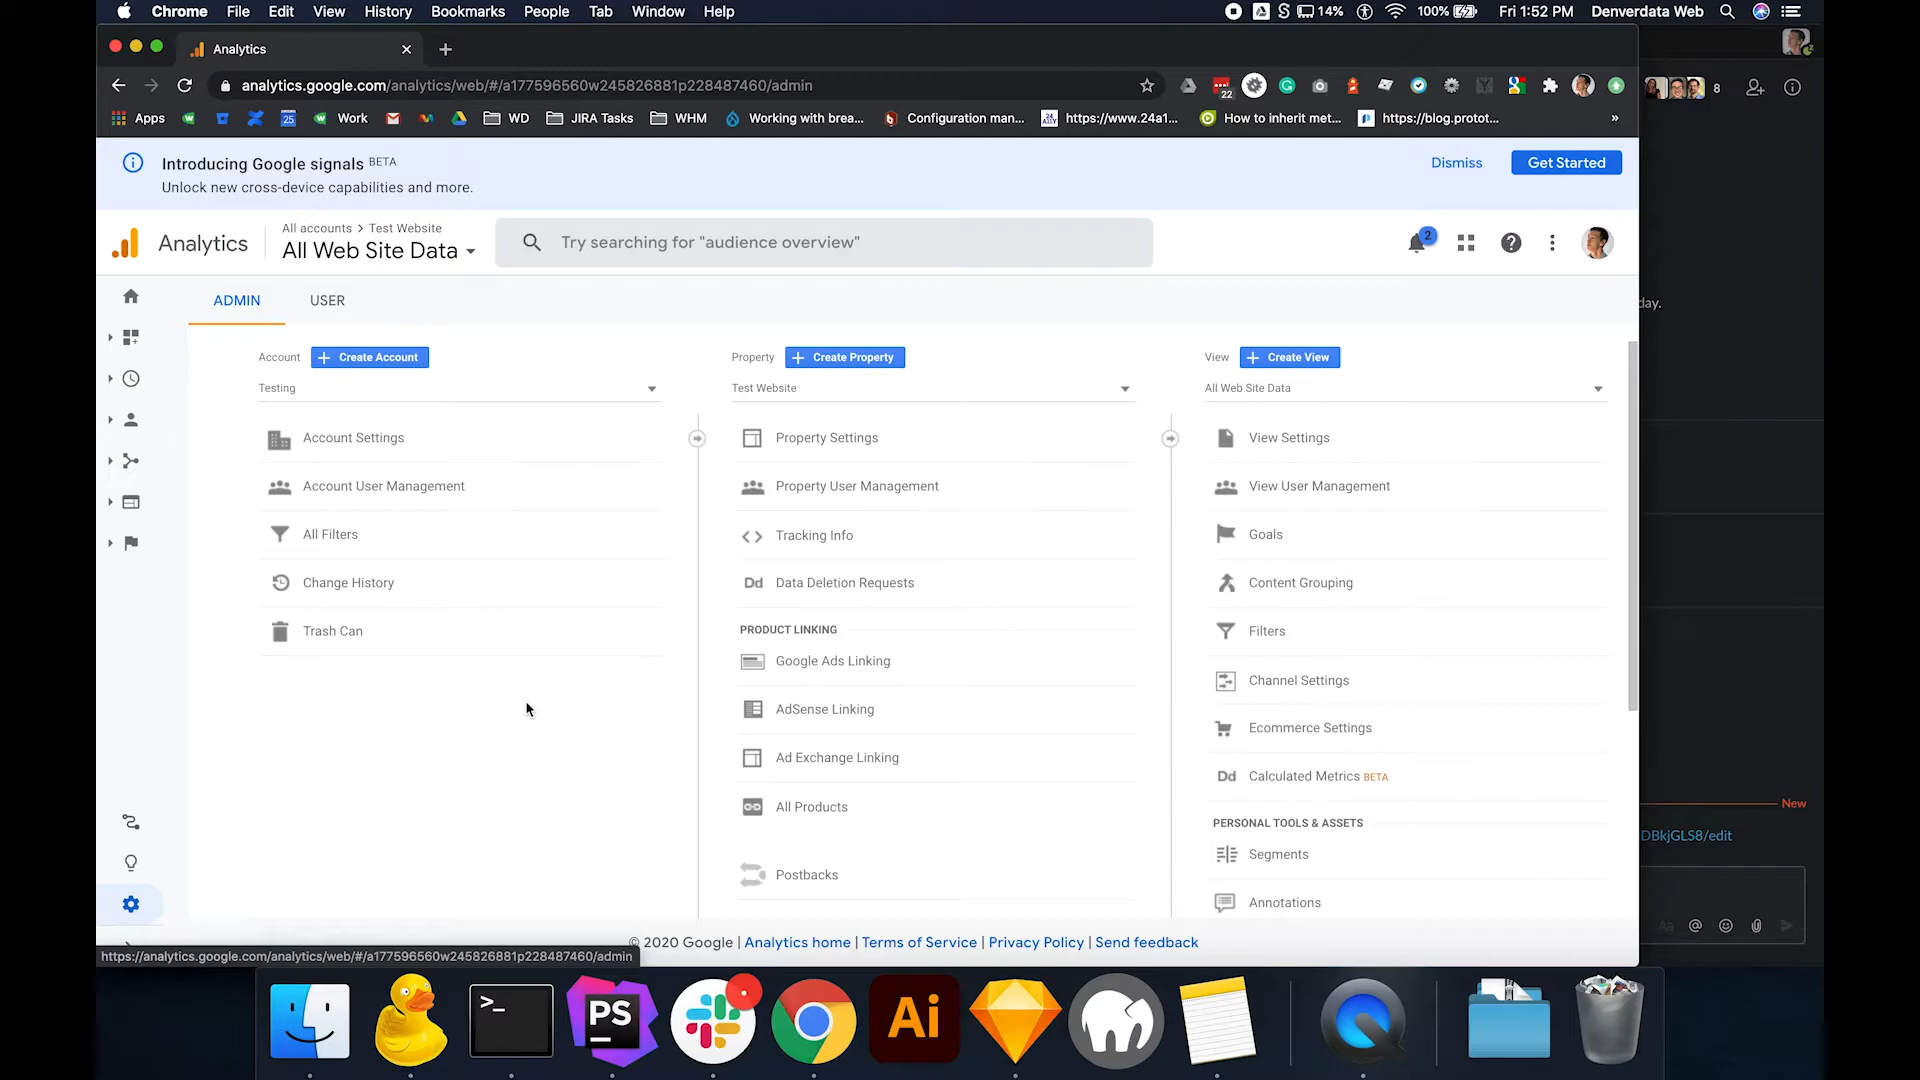 Chrome File Edit View History Bookmarks People Tab Window Help
14% 100% Fri 1:52 PM Denverdata Web
Analytics
analytics.google.com/analytics/web/#/a177596560w245826881p228487460/admin
22
8
Apps 25 Work WD JIRA Tasks WHM Working with brea... Configuration man... https://www.24a1... How to inherit met... https://blog.protot... »
Introducing Google signals BETA
Unlock new cross-device capabilities and more.
Dismiss
Get Started
Analytics
All accounts > Test Website
All Web Site Data
Try searching for "audience overview"
2
ADMIN
USER
day.
Account
Create Account
Testing
Account Settings
Account User Management
All Filters
Change History
Trash Can
Property
Create Property
Test Website
Property Settings
Property User Management
Tracking Info
Dd Data Deletion Requests
PRODUCT LINKING
Google Ads Linking
AdSense Linking
Ad Exchange Linking
All Products
Postbacks
View
Create View
All Web Site Data
View Settings
View User Management
Goals
Content Grouping
Filters
Channel Settings
Ecommerce Settings
Dd Calculated Metrics BETA
PERSONAL TOOLS & ASSETS
Segments
Annotations
New
DBkjGLS8/edit
Aa
© 2020 Google | Analytics home | Terms of Service | Privacy Policy | Send feedback
https://analytics.google.com/analytics/web/#/a177596560w245826881p228487460/admin
>_
PS
Ai